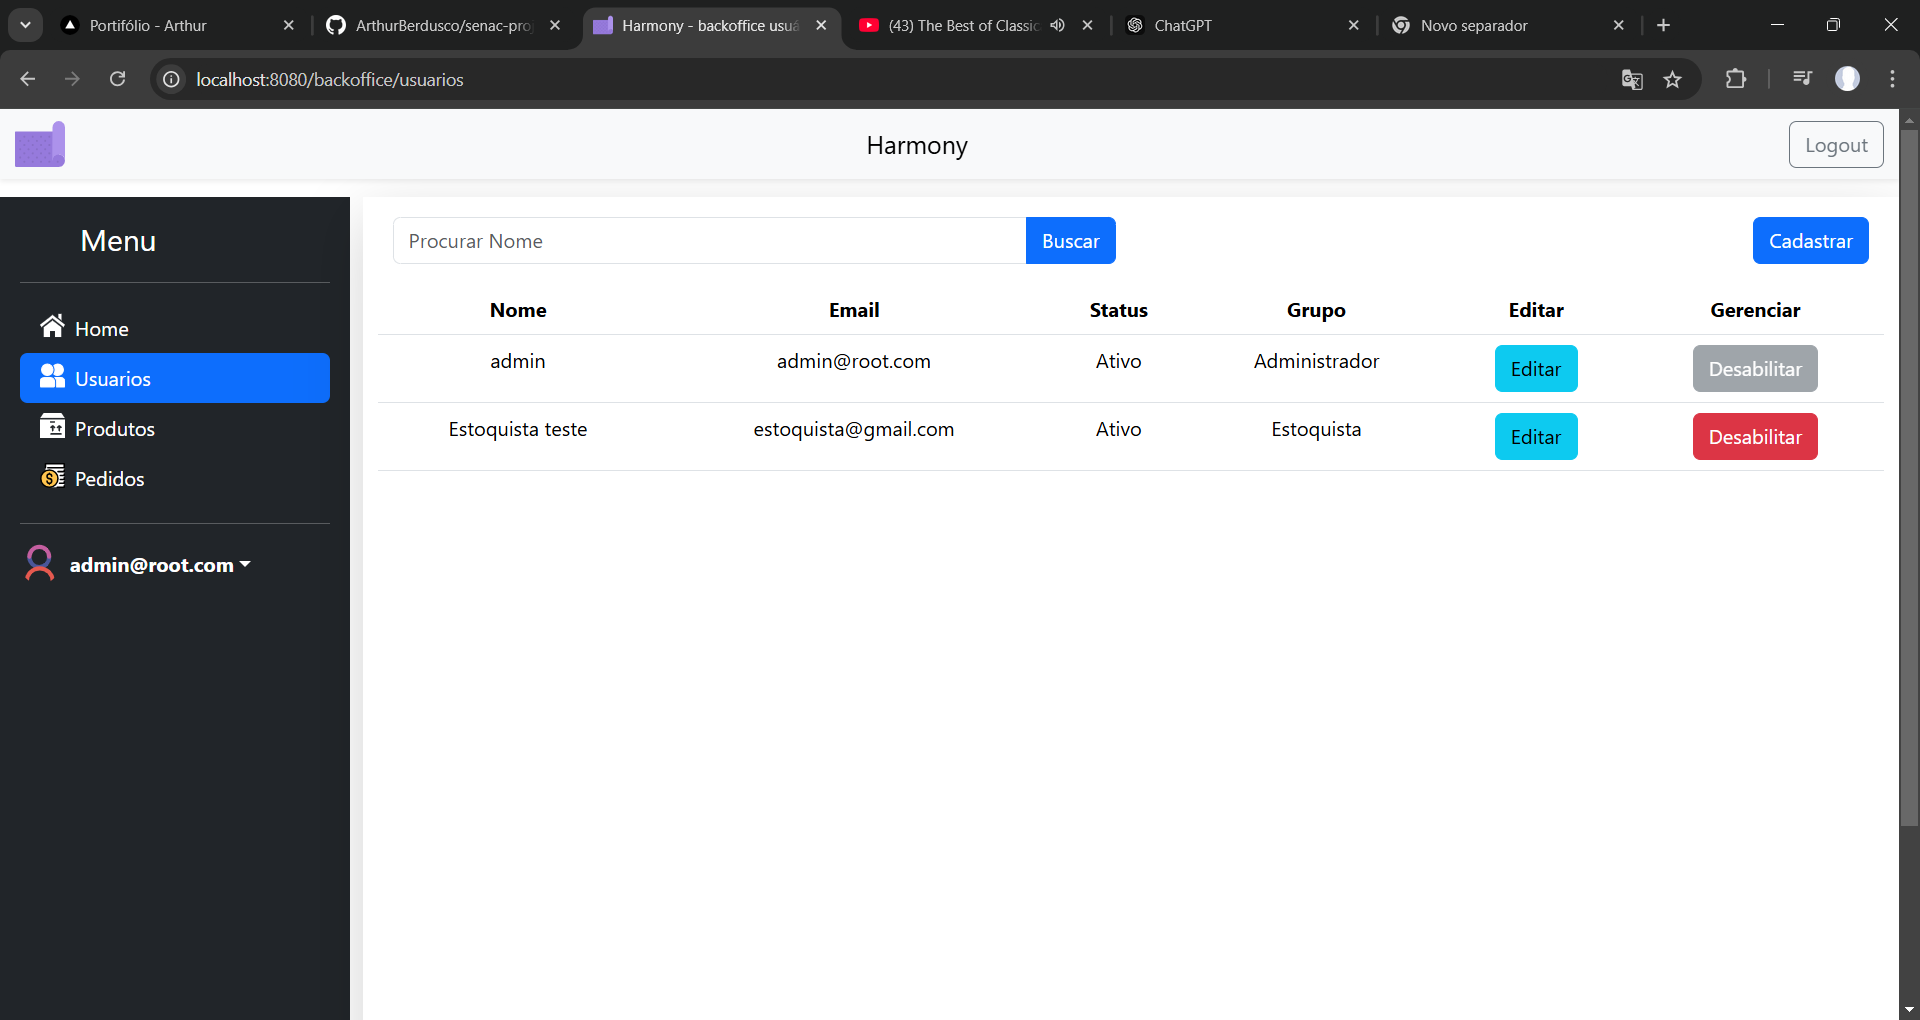 Portifólio - Arthur
ArthurBerdusco/senac-pro
Harmony - backoffice usuá
(43) The Best of Classic
ChatGPT
Novo separador
localhost:8080/backoffice/usuarios
Harmony
Logout
Menu
Home
Usuarios
Produtos
Pedidos
admin@root.com
Procurar Nome
Buscar
Cadastrar
Nome Email Status Grupo Editar Gerenciar
admin admin@root.com Ativo Administrador Editar Desabilitar
Estoquista teste estoquista@gmail.com Ativo Estoquista Editar Desabilitar